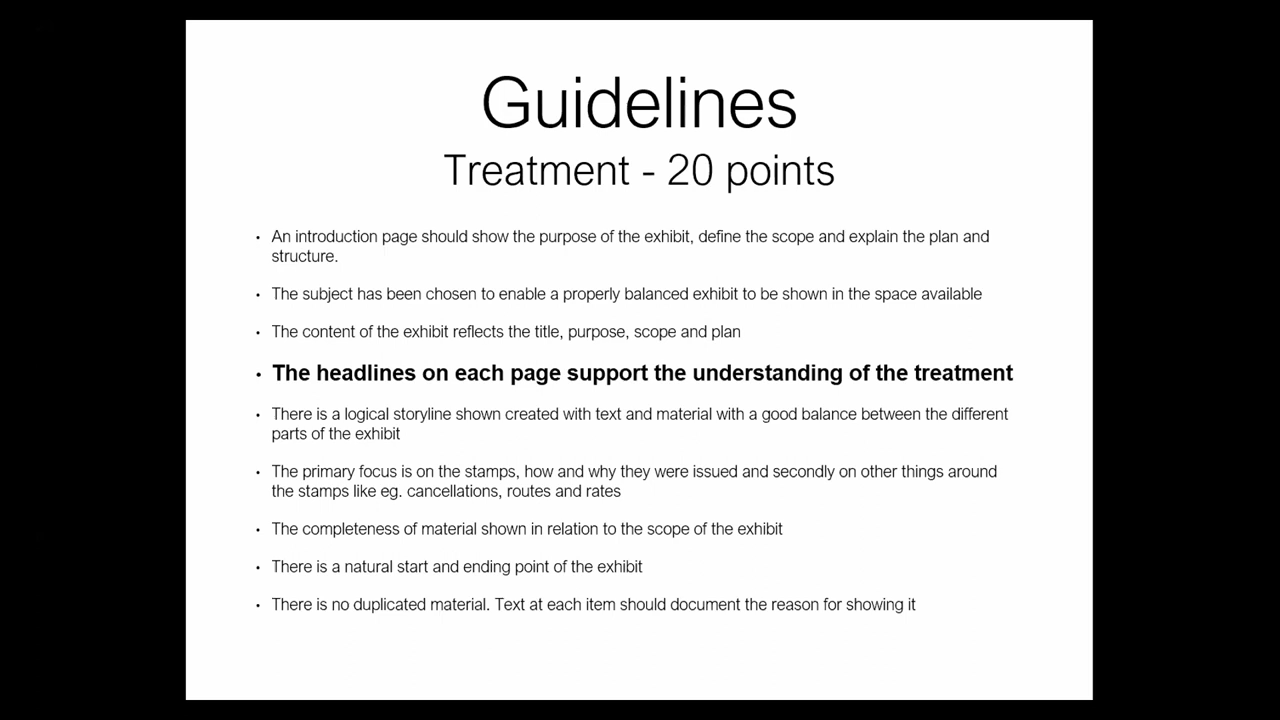 Guidelines
Treatment - 20 points
• An introduction page should show the purpose of the exhibit, define the scope and explain the plan and
structure.
• The subject has been chosen to enable a properly balanced exhibit to be shown in the space available
• The content of the exhibit reflects the title, purpose, scope and plan
• The headlines on each page support the understanding of the treatment
• There is a logical storyline shown created with text and material with a good balance between the different
parts of the exhibit
• The primary focus is on the stamps, how and why they were issued and secondly on other things around
the stamps like eg. cancellations, routes and rates
• The completeness of material shown in relation to the scope of the exhibit
• There is a natural start and ending point of the exhibit
• There is no duplicated material. Text at each item should document the reason for showing it